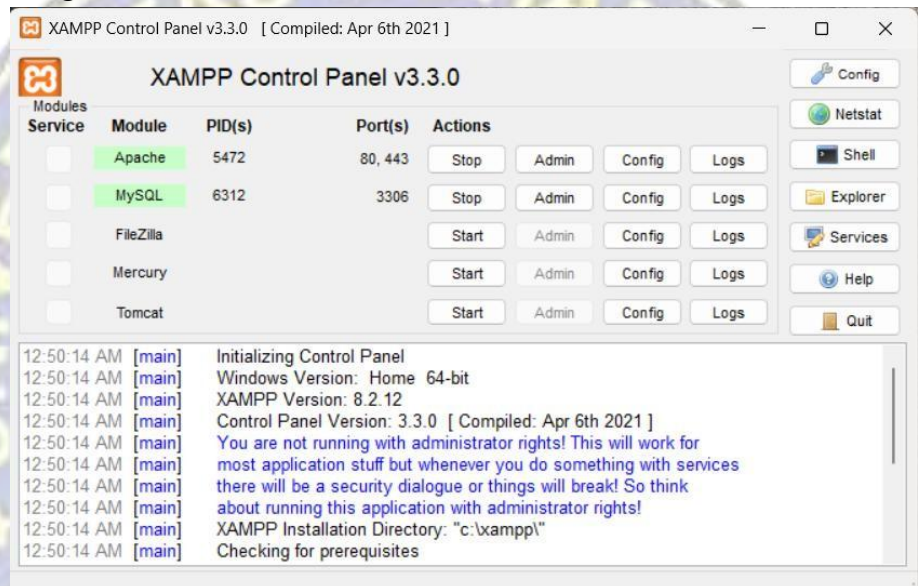 XAMPP Control Panel v3.3.0 [ Compiled: Apr 6th 2021 ]
XAMPP Control Panel v3.3.0
Config
Modules
Service Module PID(s) Port(s) Actions
Netstat
Apache 5472 80, 443 Stop Admin Config Logs
Shell
MySQL 6312 3306 Stop Admin Config Logs
Explorer
FileZilla Start Admin Config Logs
Services
Mercury Start Admin Config Logs
Help
Tomcat Start Admin Config Logs
Quit
12:50:14 AM [main] Initializing Control Panel
12:50:14 AM [main] Windows Version: Home 64-bit
12:50:14 AM [main] XAMPP Version: 8.2.12
12:50:14 AM [main] Control Panel Version: 3.3.0 [ Compiled: Apr 6th 2021 ]
12:50:14 AM [main] You are not running with administrator rights! This will work for
12:50:14 AM [main] most application stuff but whenever you do something with services
12:50:14 AM [main] there will be a security dialogue or things will break! So think
12:50:14 AM [main] about running this application with administrator rights!
12:50:14 AM [main] XAMPP Installation Directory: "c:\xampp\"
12:50:14 AM [main] Checking for prerequisites